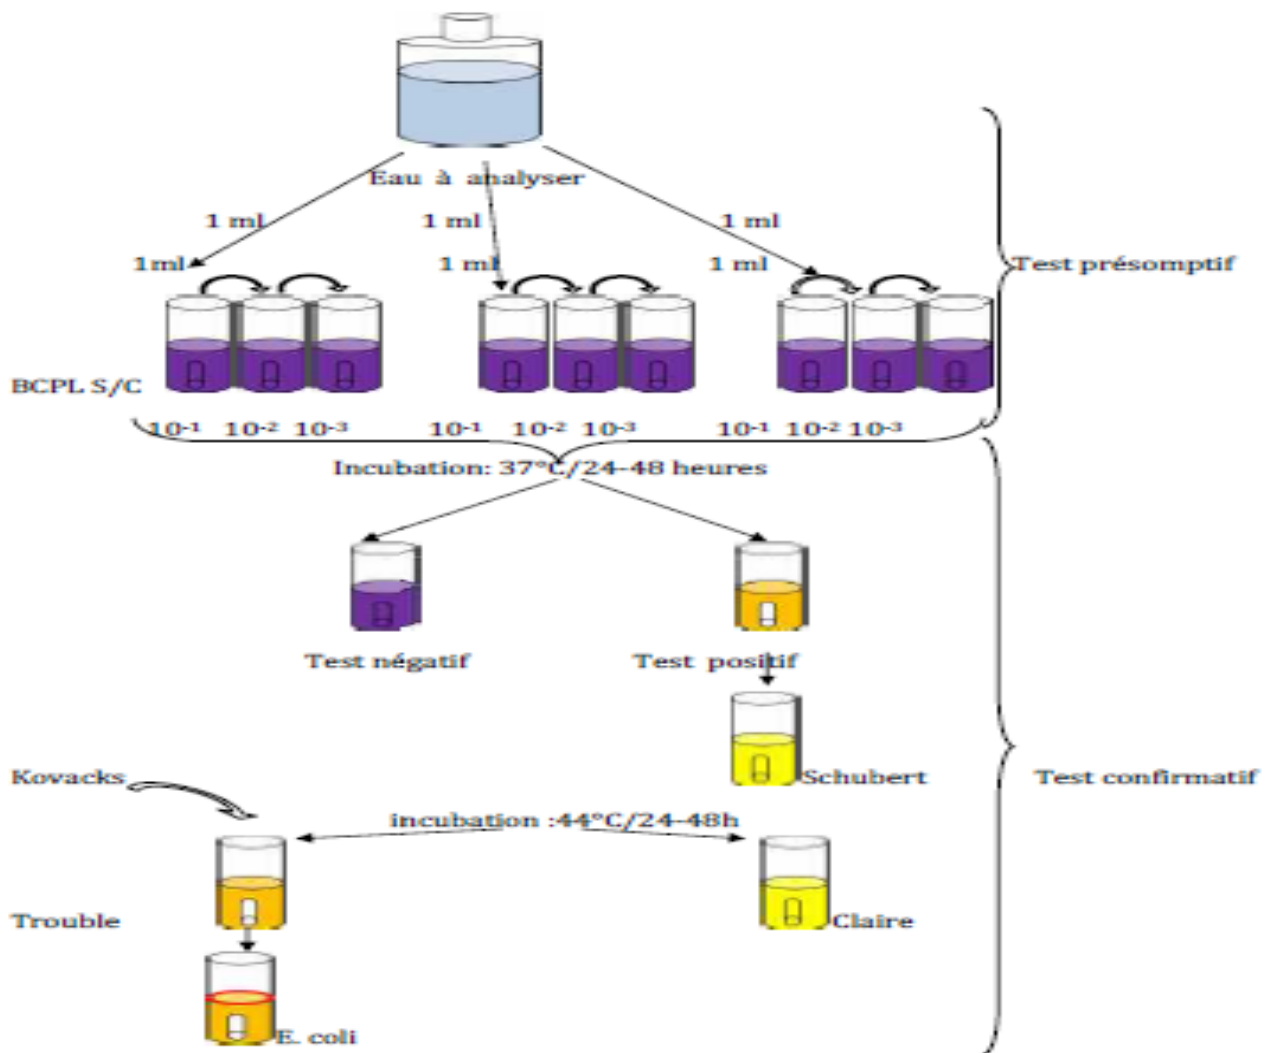 Eau à analyser
1 ml 1 ml 1 ml
1ml 1 ml 1 ml
Test présomptif
BCPL S/C
10-1 10-2 10-3 10-1 10-2 10-3 10-1 10-2 10-3
Incubation: 37°C/24-48 heures
Test négatif Test positif
Schubert
Kovacks
Test confirmatif
incubation :44°C/24-48h
Trouble Claire
E. coli